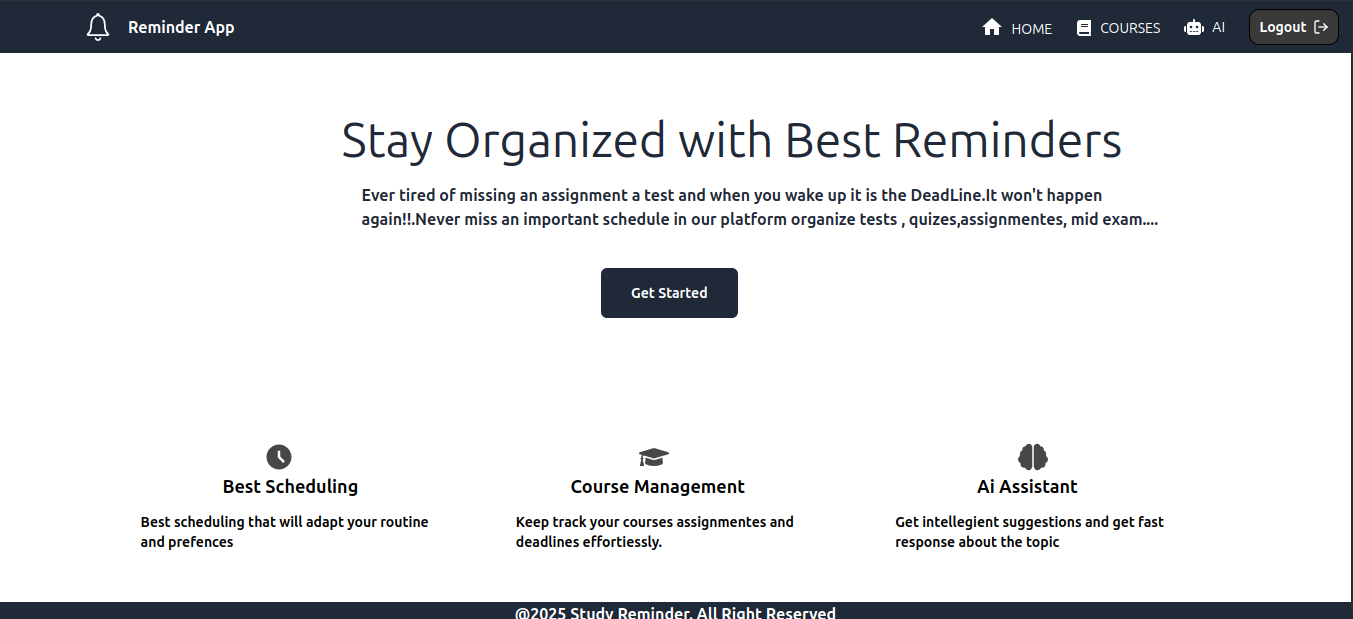 Reminder App
HOME
COURSES
AI
Logout
Stay Organized with Best Reminders
Ever tired of missing an assignment a test and when you wake up it is the DeadLine.It won't happen
again!!.Never miss an important schedule in our platform organize tests , quizes,assignmentes, mid exam....
Get Started
Best Scheduling
Best scheduling that will adapt your routine
and prefences
Course Management
Keep track your courses assignmentes and
deadlines effortiessly.
Ai Assistant
Get intellegient suggestions and get fast
response about the topic
@2025 Study Reminder. All Right Reserved